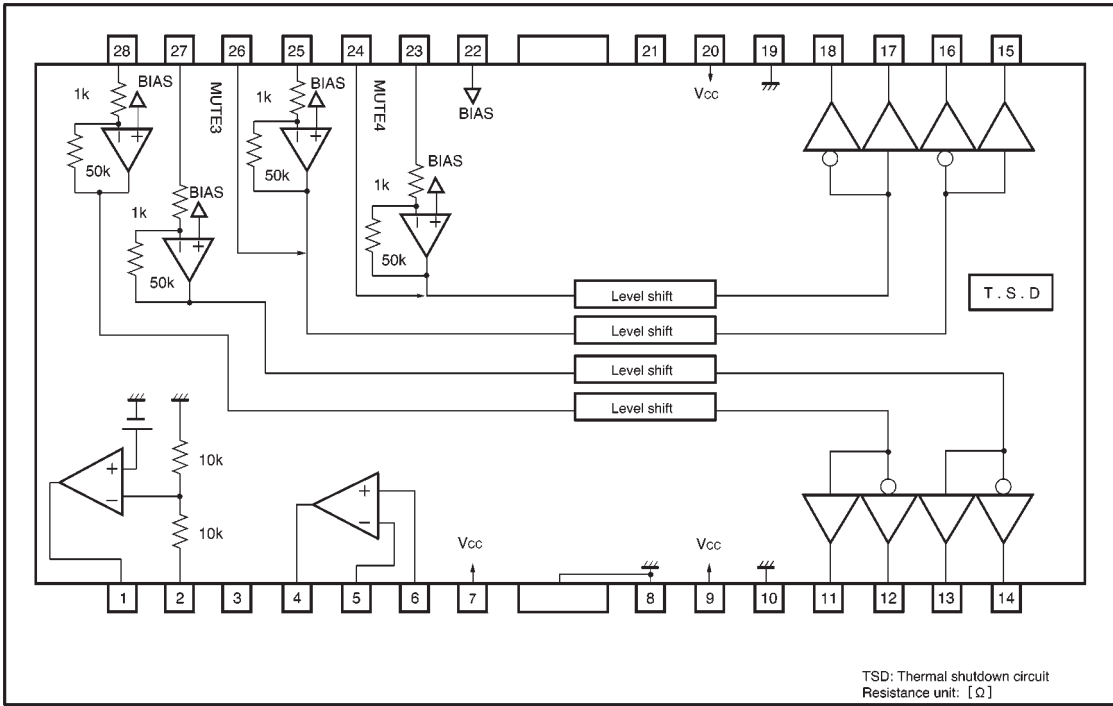 28 27 26 25 24 23 22 21 20 19 18 17 16 15
BIAS
1k
50k
MUTE3
BIAS
1k
50k
BIAS
1k
50k
MUTE4
BIAS
1k
50k
BIAS
Vcc
Level shift
Level shift
Level shift
Level shift
T.S.D
+
−
+
−
+
−
+
−
+
−
10k
10k
+
−
Vcc
Vcc
1 2 3 4 5 6 7 8 9 10 11 12 13 14
TSD: Thermal shutdown circuit
Resistance unit: [Ω]